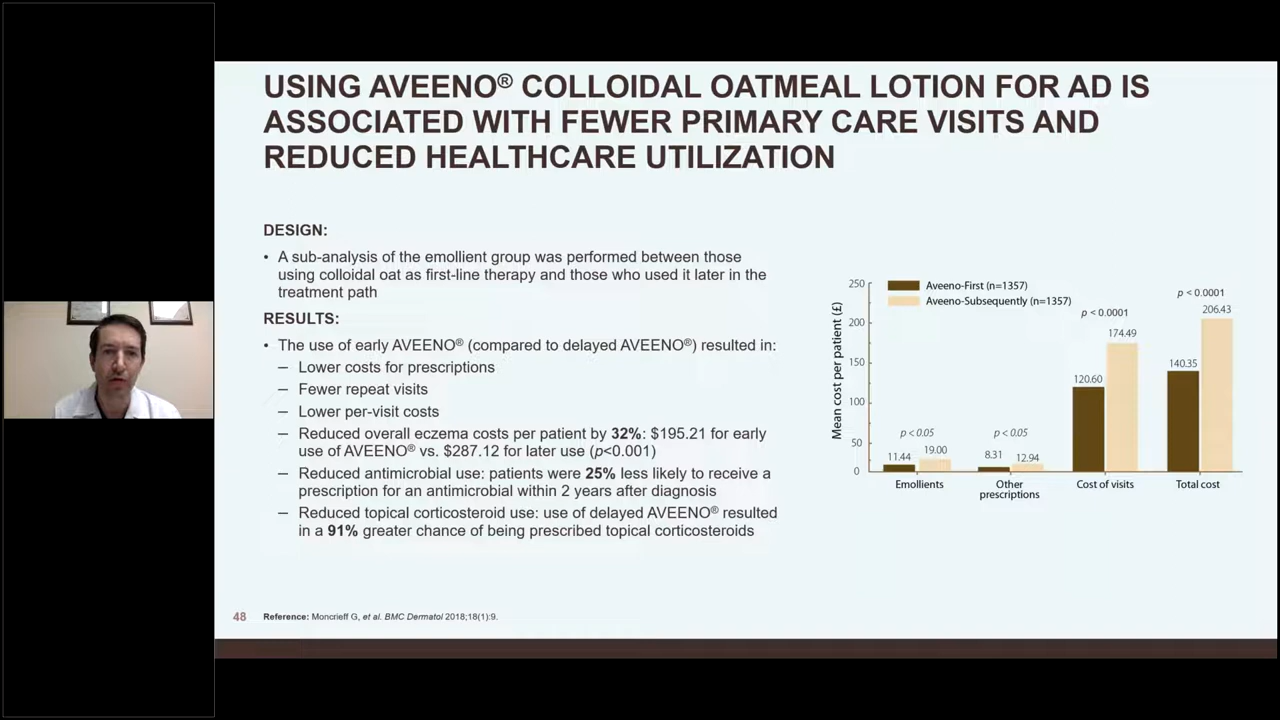 USING AVEENO® COLLOIDAL OATMEAL LOTION FOR AD IS
ASSOCIATED WITH FEWER PRIMARY CARE VISITS AND
REDUCED HEALTHCARE UTILIZATION
DESIGN:
• A sub-analysis of the emollient group was performed between those
using colloidal oat as first-line therapy and those who used it later in the
treatment path
RESULTS:
• The use of early AVEENO® (compared to delayed AVEENO®) resulted in:
– Lower costs for prescriptions
– Fewer repeat visits
– Lower per-visit costs
– Reduced overall eczema costs per patient by 32%: $195.21 for early
use of AVEENO® vs. $287.12 for later use (p<0.001)
– Reduced antimicrobial use: patients were 25% less likely to receive a
prescription for an antimicrobial within 2 years after diagnosis
– Reduced topical corticosteroid use: use of delayed AVEENO® resulted
in a 91% greater chance of being prescribed topical corticosteroids
Mean cost per patient (£)
250
200
150
100
50
0
Aveeno-First (n=1357)
Aveeno-Subsequently (n=1357)
p < 0.05
11.44
19.00
p < 0.05
8.31
12.94
p < 0.0001
120.60
174.49
p < 0.0001
140.35
206.43
Emollients
Other
prescriptions
Cost of visits
Total cost
48
Reference: Moncrieff G, et al. BMC Dermatol 2018;18(1):9.